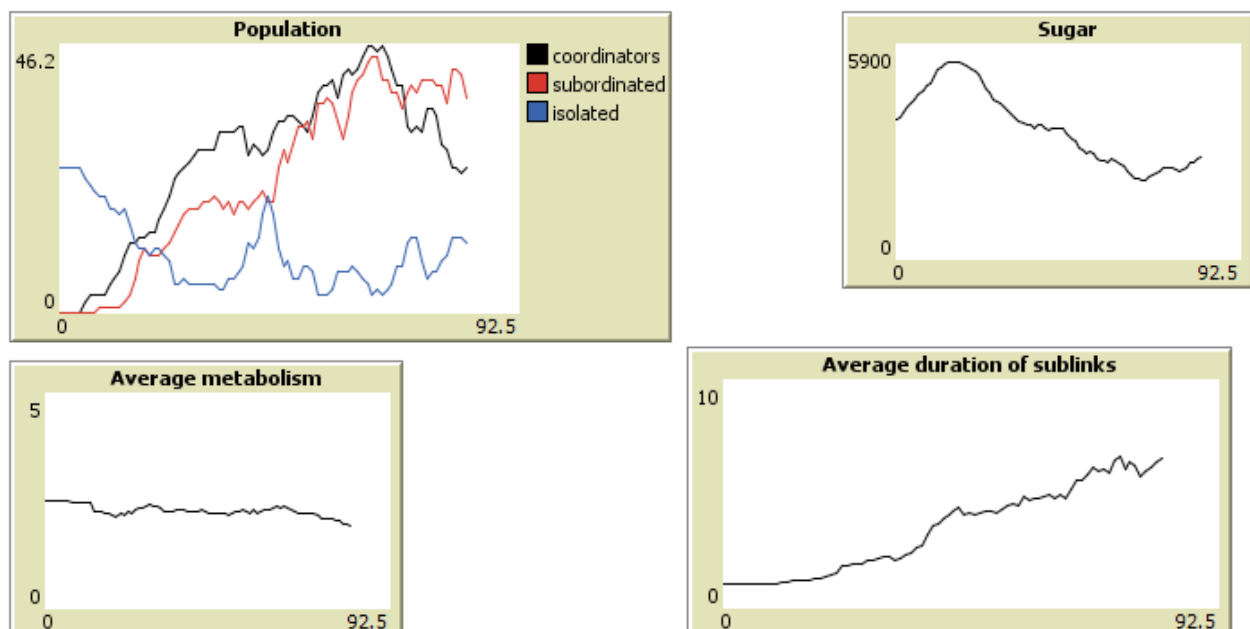 Population
46.2
0
0
92.5
coordinators
subordinated
isolated
Sugar
5900
0
0
92.5
Average metabolism
5
0
0
92.5
Average duration of sublinks
10
0
0
92.5